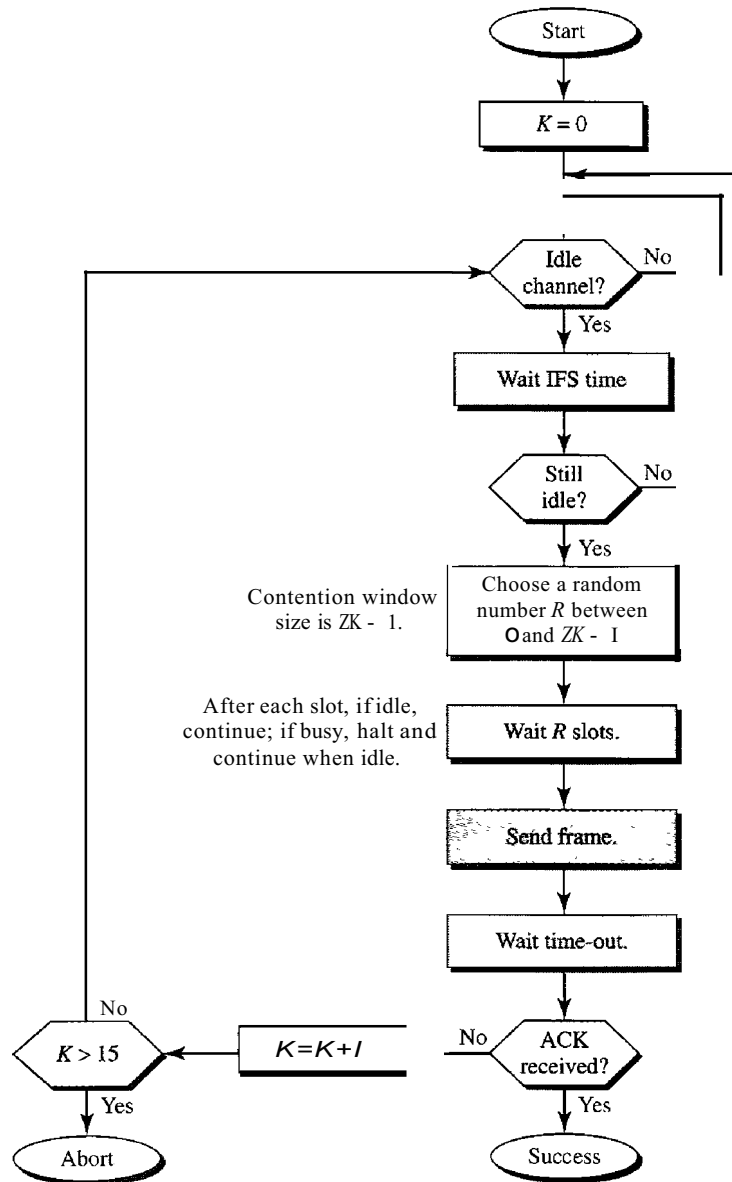 Start
K = 0
Idle
channel?
No
Yes
Wait IFS time
Still
idle?
No
Yes
Contention window
size is ZK - 1.
Choose a random
number R between
O and ZK - I
After each slot, if idle,
continue; if busy, halt and
continue when idle.
Wait R slots.
Send frame.
Wait time-out.
No
K > 15
K=K+I
No
ACK
received?
Yes
Yes
Abort
Success